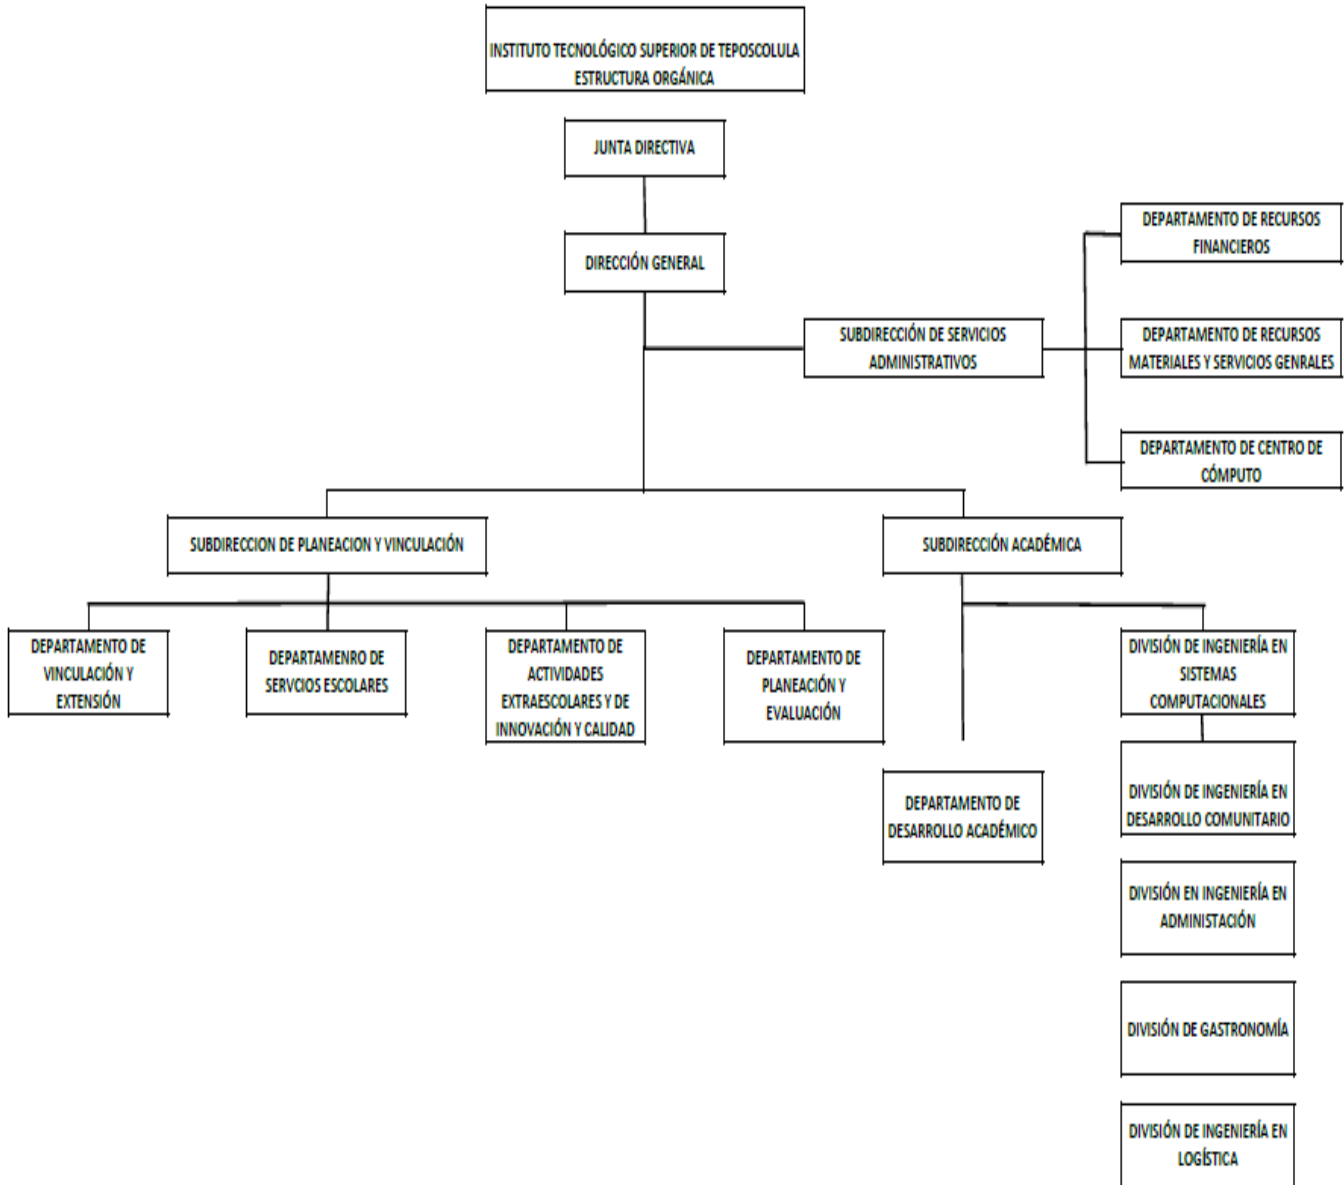 INSTITUTO TECNOLÓGICO SUPERIOR DE TEPOSCOLULA
ESTRUCTURA ORGÁNICA
JUNTA DIRECTIVA
DIRECCIÓN GENERAL
SUBDIRECCIÓN DE SERVICIOS
ADMINISTRATIVOS
DEPARTAMENTO DE RECURSOS
FINANCIEROS
DEPARTAMENTO DE RECURSOS
MATERIALES Y SERVICIOS GENRALES
DEPARTAMENTO DE CENTRO DE
CÓMPUTO
SUBDIRECCION DE PLANEACION Y VINCULACIÓN
SUBDIRECCIÓN ACADÉMICA
DEPARTAMENTO DE
VINCULACIÓN Y
EXTENSIÓN
DEPARTAMENRO DE
SERVCIOS ESCOLARES
DEPARTAMENTO DE
ACTIVIDADES
EXTRAESCOLARES Y DE
INNOVACIÓN Y CALIDAD
DEPARTAMENTO DE
PLANEACIÓN Y
EVALUACIÓN
DEPARTAMENTO DE
DESARROLLO ACADÉMICO
DIVISIÓN DE INGENIERÍA EN
SISTEMAS
COMPUTACIONALES
DIVISIÓN DE INGENIERÍA EN
DESARROLLO COMUNITARIO
DIVISIÓN EN INGENIERÍA EN
ADMINISTACIÓN
DIVISIÓN DE GASTRONOMÍA
DIVISIÓN DE INGENIERÍA EN
LOGÍSTICA